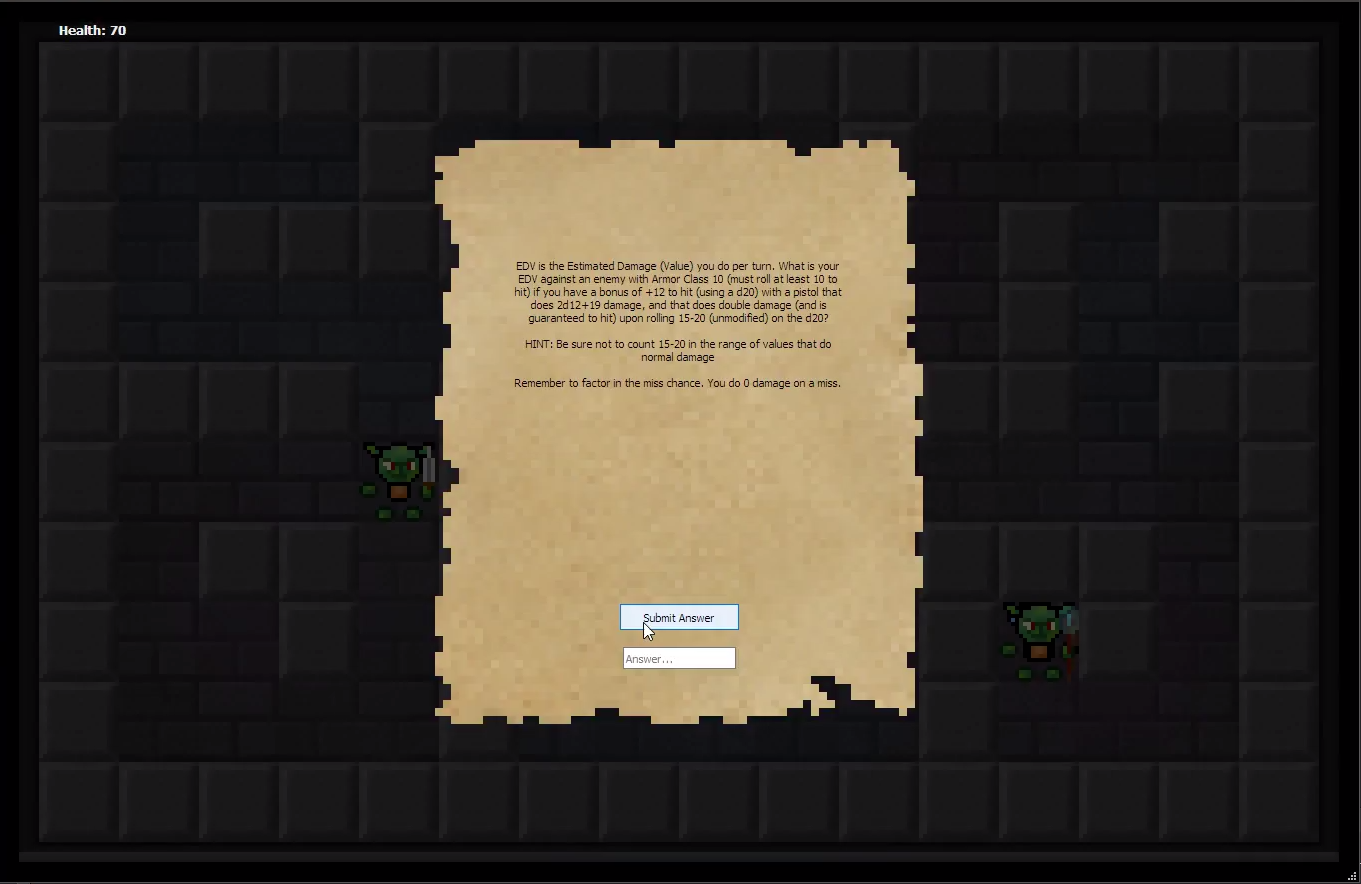 Health: 70
EDV is the Estimated Damage (Value) you do per turn. What is your
EDV against an enemy with Armor Class 10 (must roll at least 10 to
hit) if you have a bonus of +12 to hit (using a d20) with a pistol that
does 2d12+19 damage, and that does double damage (and is
guaranteed to hit) upon rolling 15-20 (unmodified) on the d20?
HINT: Be sure not to count 15-20 in the range of values that do
normal damage
Remember to factor in the miss chance. You do 0 damage on a miss.
Submit Answer
Answer...